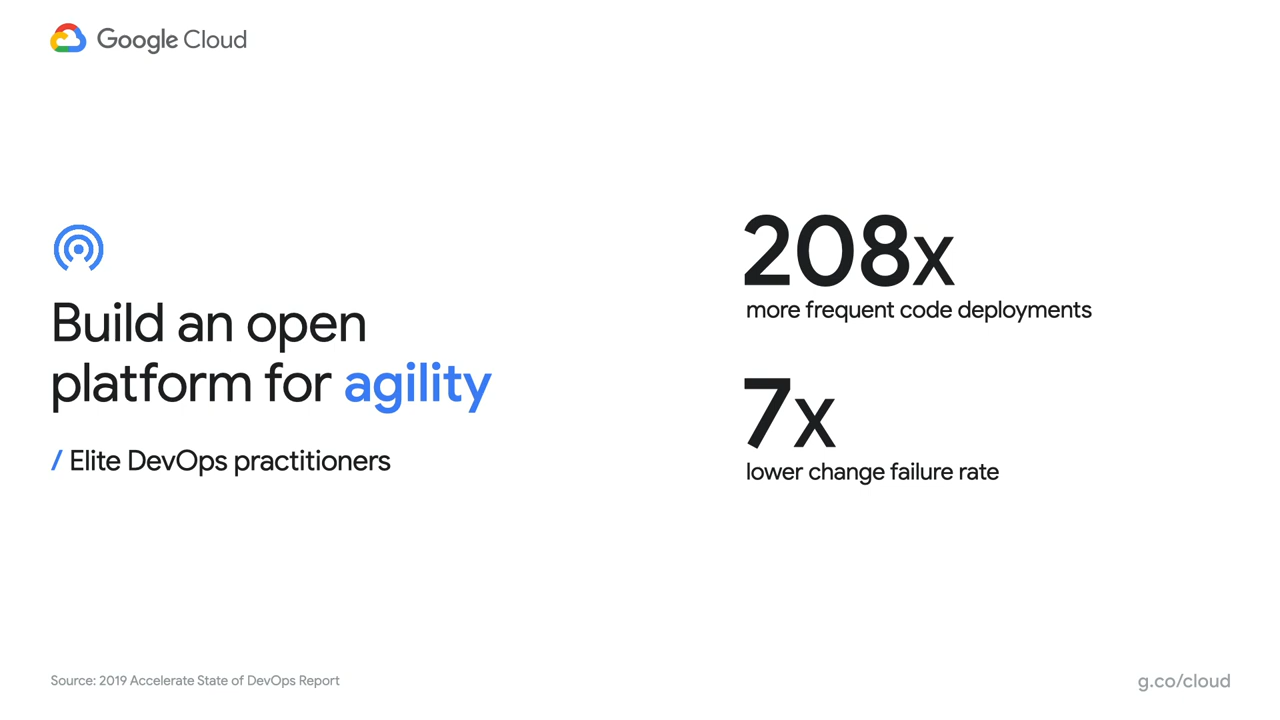 Google Cloud
Build an open
platform for agility
/ Elite DevOps practitioners
208x
more frequent code deployments
7x
lower change failure rate
Source: 2019 Accelerate State of DevOps Report
g.co/cloud